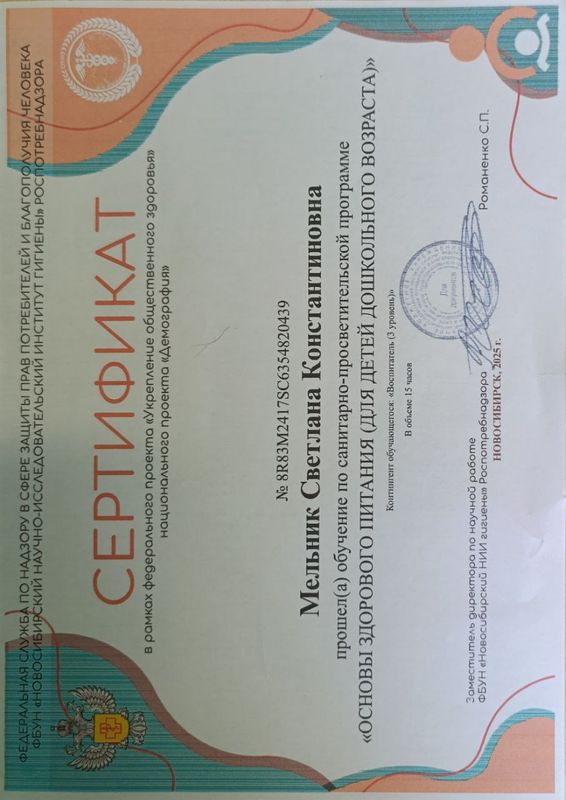 ФЕДЕРАЛЬНАЯ СЛУЖБА ПО НАДЗОРУ В СФЕРЕ ЗАЩИТЫ ПРАВ ПОТРЕБИТЕЛЕЙ И БЛАГОПОЛУЧИЯ ЧЕЛОВЕКА
ФБУН «НОВОСИБИРСКИЙ НАУЧНО-ИССЛЕДОВАТЕЛЬСКИЙ ИНСТИТУТ ГИГИЕНЫ» РОСПОТРЕБНАДЗОРА
СЕРТИФИКАТ
в рамках федерального проекта «Укрепление общественного здоровья»
национального проекта «Демография»
№ 8R83M2417SC6354820439
Мельник Светлана Константиновна
прошел(а) обучение по санитарно-просветительской программе
«ОСНОВЫ ЗДОРОВОГО ПИТАНИЯ (ДЛЯ ДЕТЕЙ ДОШКОЛЬНОГО ВОЗРАСТА)»
Контингент обучающегося: «Воспитатель (3 уровень)»
В объеме 15 часов
Для
документов
Заместитель директора по научной работе
ФБУН «Новосибирский НИИ гигиены» Роспотребнадзора
Романенко С.П.
НОВОСИБИРСК, 2025 г.